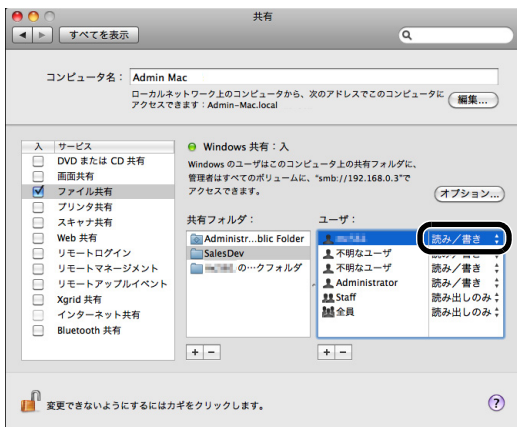 共有
すべてを表示
コンピュータ名： Admin Mac
ローカルネットワーク上のコンピュータから、次のアドレスでこのコンピュータに
アクセスできます：Admin-Mac.local
編集...
入 サービス
DVD または CD 共有
画面共有
ファイル共有
プリンタ共有
スキャナ共有
Web 共有
リモートログイン
リモートマネージメント
リモートアップルイベント
Xgrid 共有
インターネット共有
Bluetooth 共有
Windows 共有：入
Windows のユーザはこのコンピュータ上の共有フォルダに、
管理者はすべてのボリュームに、"smb://192.168.0.3"で
アクセスできます。
オプション...
共有フォルダ：
Administr...blic Folder
SalesDev
の…クフォルダ
ユーザ：
読み／書き
不明なユーザ 読み／書き
不明なユーザ 読み／書き
Administrator 読み／書き
Staff 読み出しのみ
全員 読み出しのみ
+ −
+ −
変更できないようにするにはカギをクリックします。
?